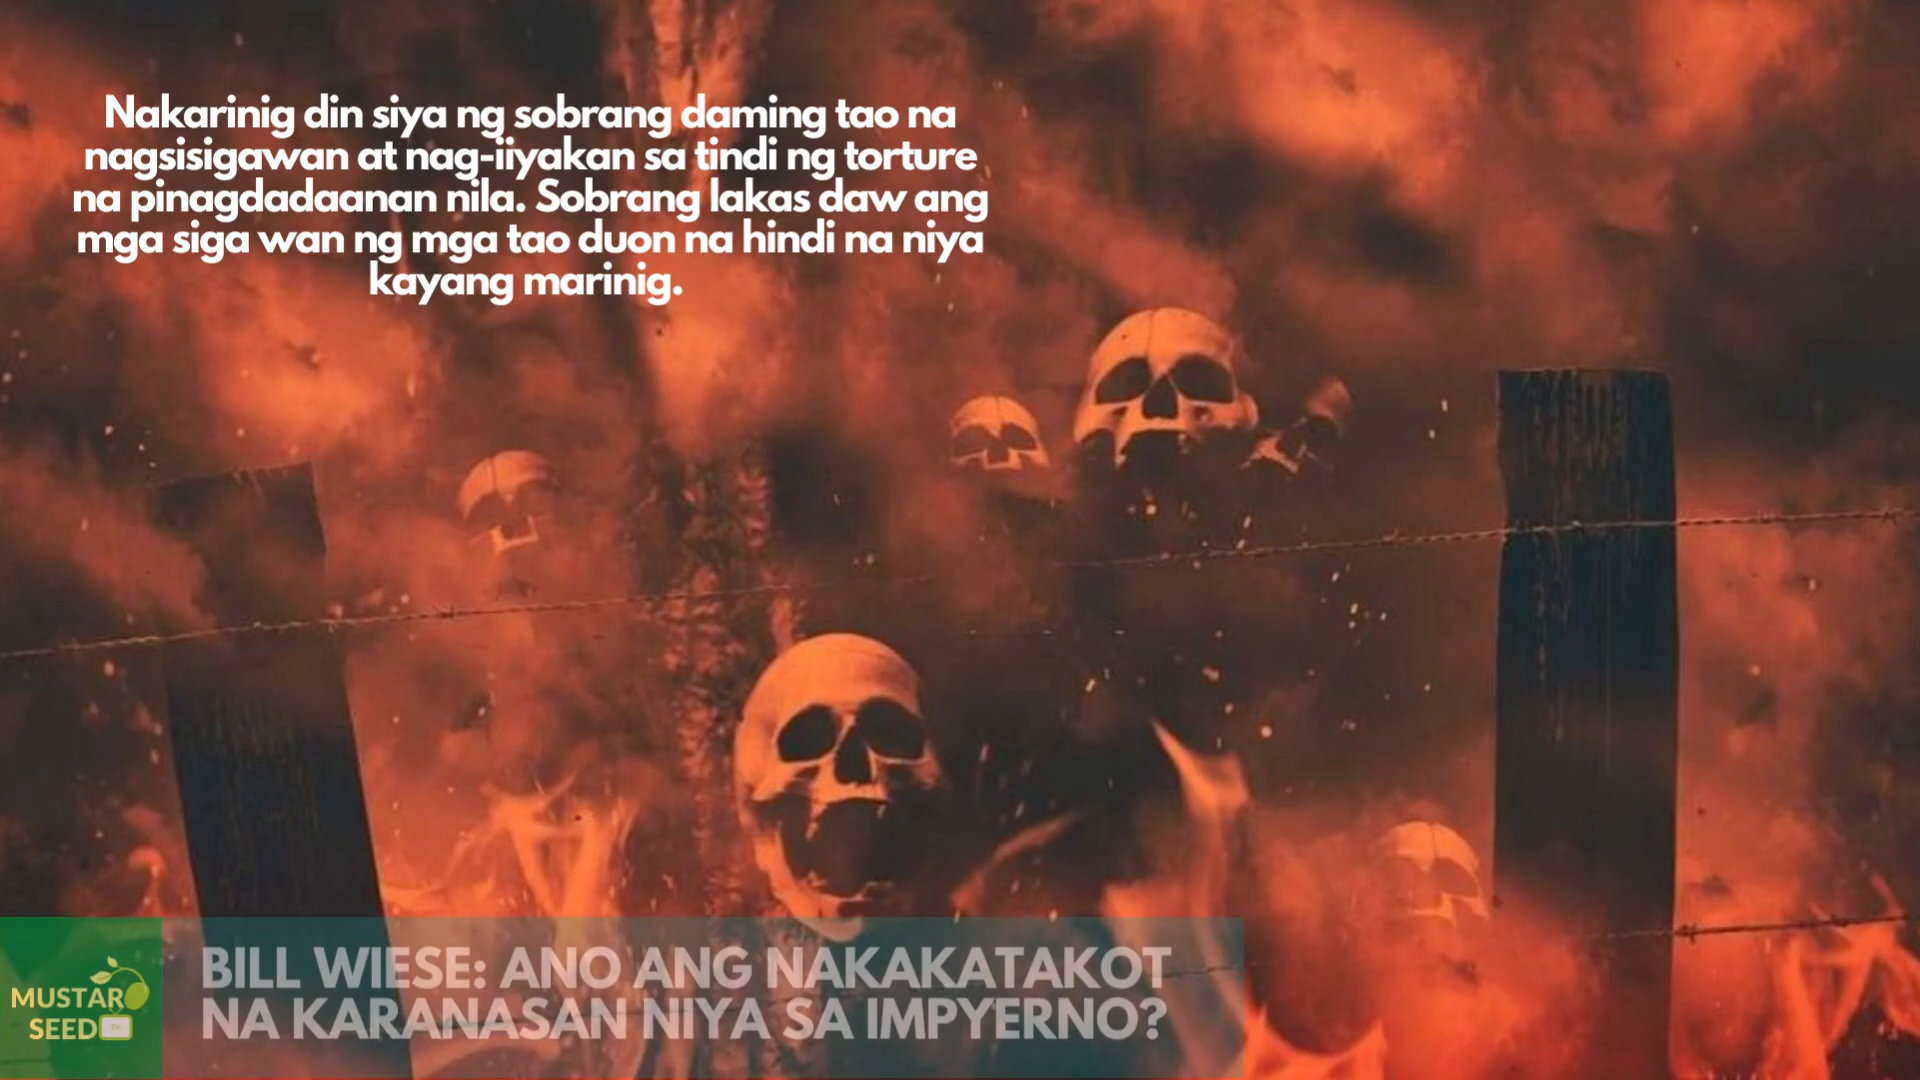 Nakarinig din siya ng sobrang daming tao na
nagsisigawan at nag-iiyakan sa tindi ng torture
na pinagdadaanan nila. Sobrang lakas daw ang
mga siga wan ng mga tao duon na hindi na niya
kayang marinig.
BILL WIESE: ANO ANG NAKAKATAKOT
NA KARANASAN NIYA SA IMPYERNO?
MUSTARD
SEED TV